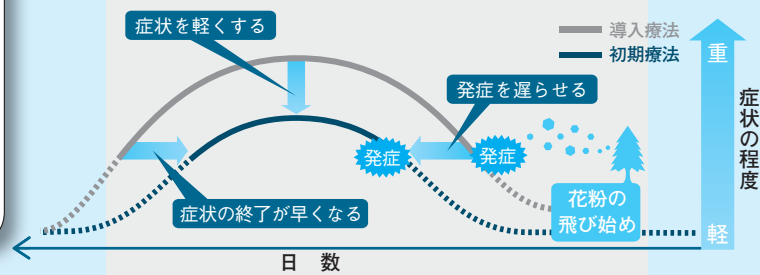 症状を軽くする
導入療法
初期療法
重
発症を遅らせる
症状の程度
発症
発症
症状の終了が早くなる
花粉の
飛び始め
軽
日 数